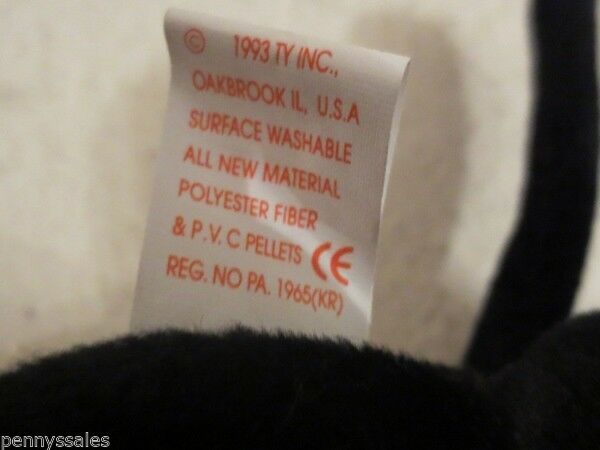 © 1993 TY INC.,
OAKBROOK IL, U.S.A
SURFACE WASHABLE
ALL NEW MATERIAL
POLYESTER FIBER
& P.V.C PELLETS CE
REG. NO PA. 1965(KR)
pennyssales